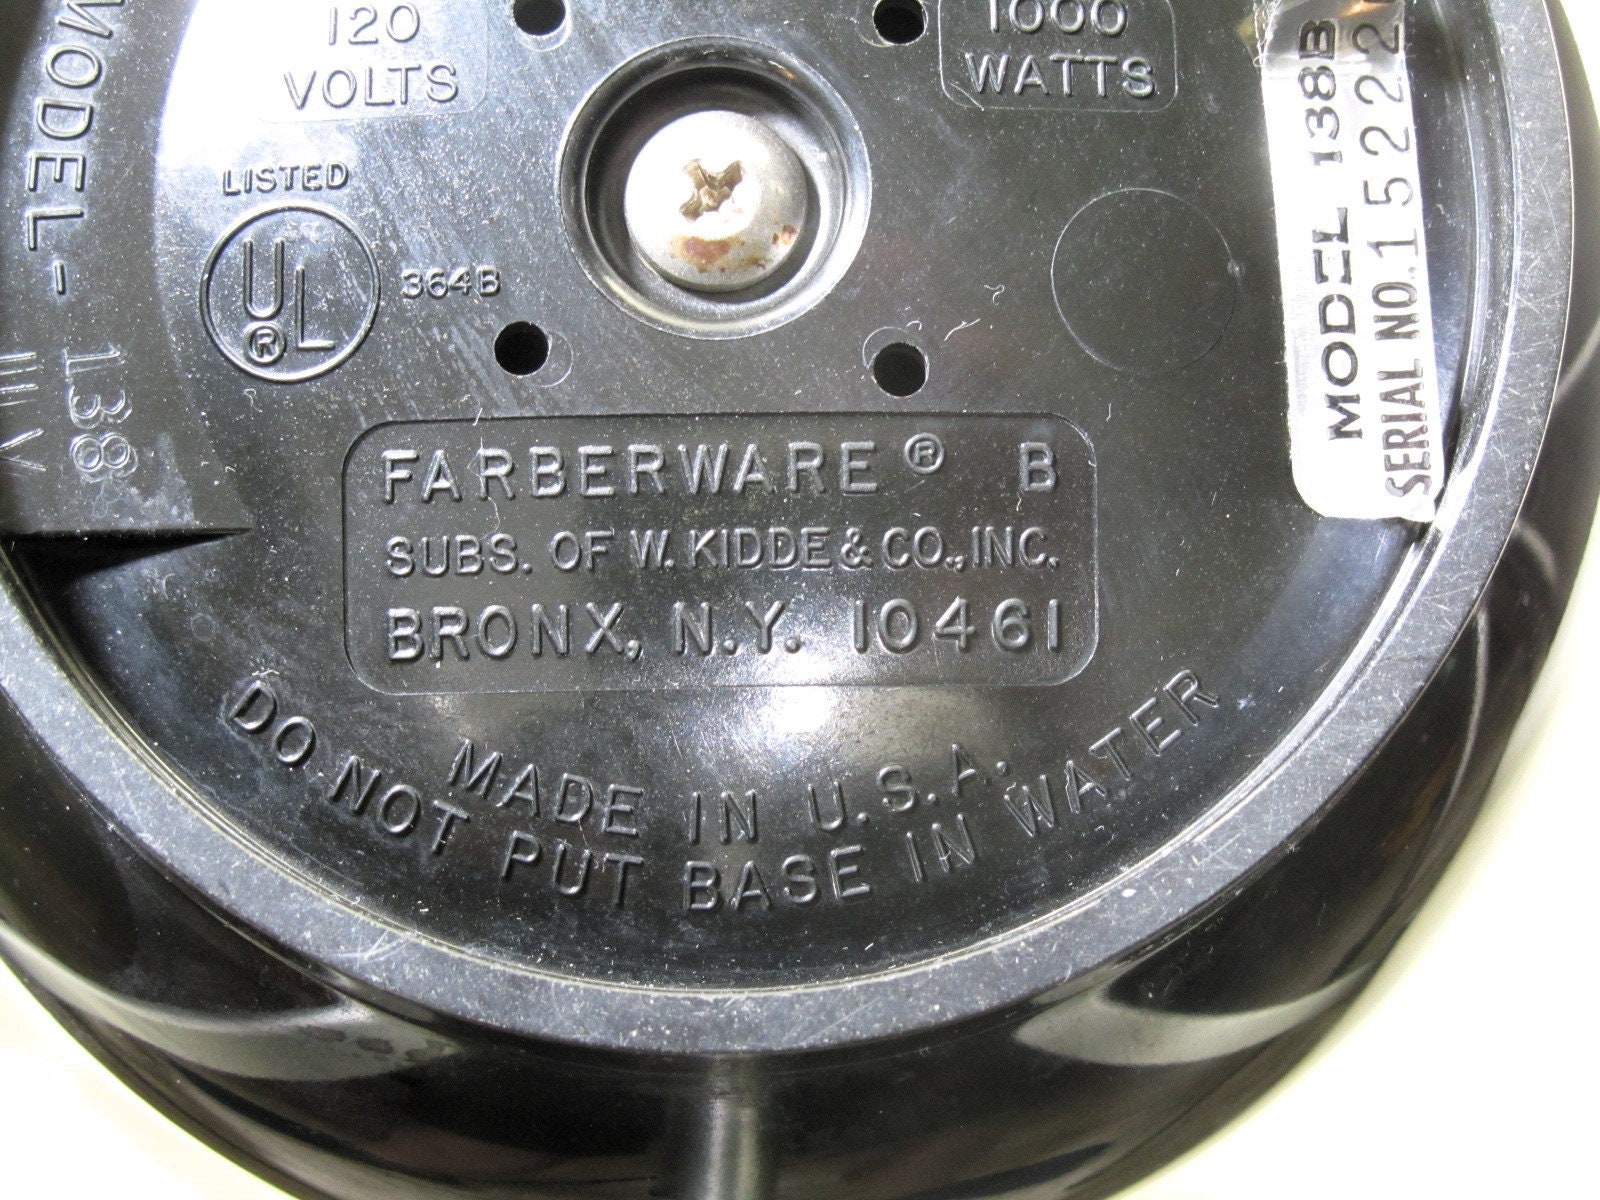 120
VOLTS
1000
WATTS
LISTED
UL
®
364B
MODEL - 138
FARBERWARE ® B
SUBS. OF W. KIDDE & CO., INC.
BRONX, N.Y. 10461
MADE IN U.S.A.
DO NOT PUT BASE IN WATER
MODEL 138B
SERIAL NO. 15222